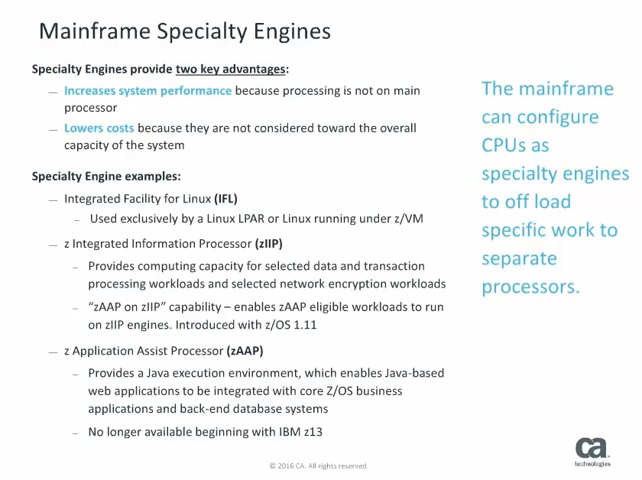 Mainframe Specialty Engines
Specialty Engines provide two key advantages:
— Increases system performance because processing is not on main
processor
— Lowers costs because they are not considered toward the overall
capacity of the system
Specialty Engine examples:
— Integrated Facility for Linux (IFL)
– Used exclusively by a Linux LPAR or Linux running under z/VM
— z Integrated Information Processor (zIIP)
– Provides computing capacity for selected data and transaction
processing workloads and selected network encryption workloads
– “zAAP on zIIP” capability – enables zAAP eligible workloads to run
on zIIP engines. Introduced with z/OS 1.11
— z Application Assist Processor (zAAP)
– Provides a Java execution environment, which enables Java-based
web applications to be integrated with core Z/OS business
applications and back-end database systems
– No longer available beginning with IBM z13
The mainframe
can configure
CPUs as
specialty engines
to off load
specific work to
separate
processors.
© 2016 CA. All rights reserved
ca
technologies